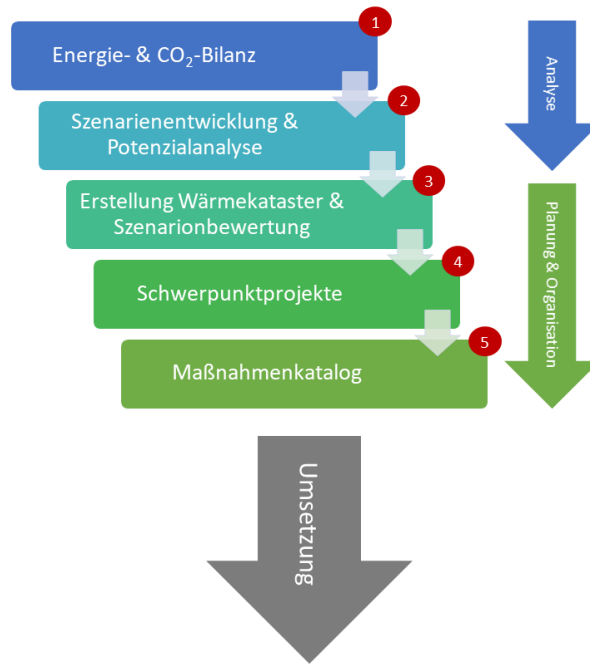 1
Energie- & CO₂-Bilanz
2
Szenarienentwicklung &
Potenzialanalyse
3
Erstellung Wärmekataster &
Szenarionbewertung
4
Schwerpunktprojekte
5
Maßnahmenkatalog
Analyse
Planung & Organisation
Umsetzung